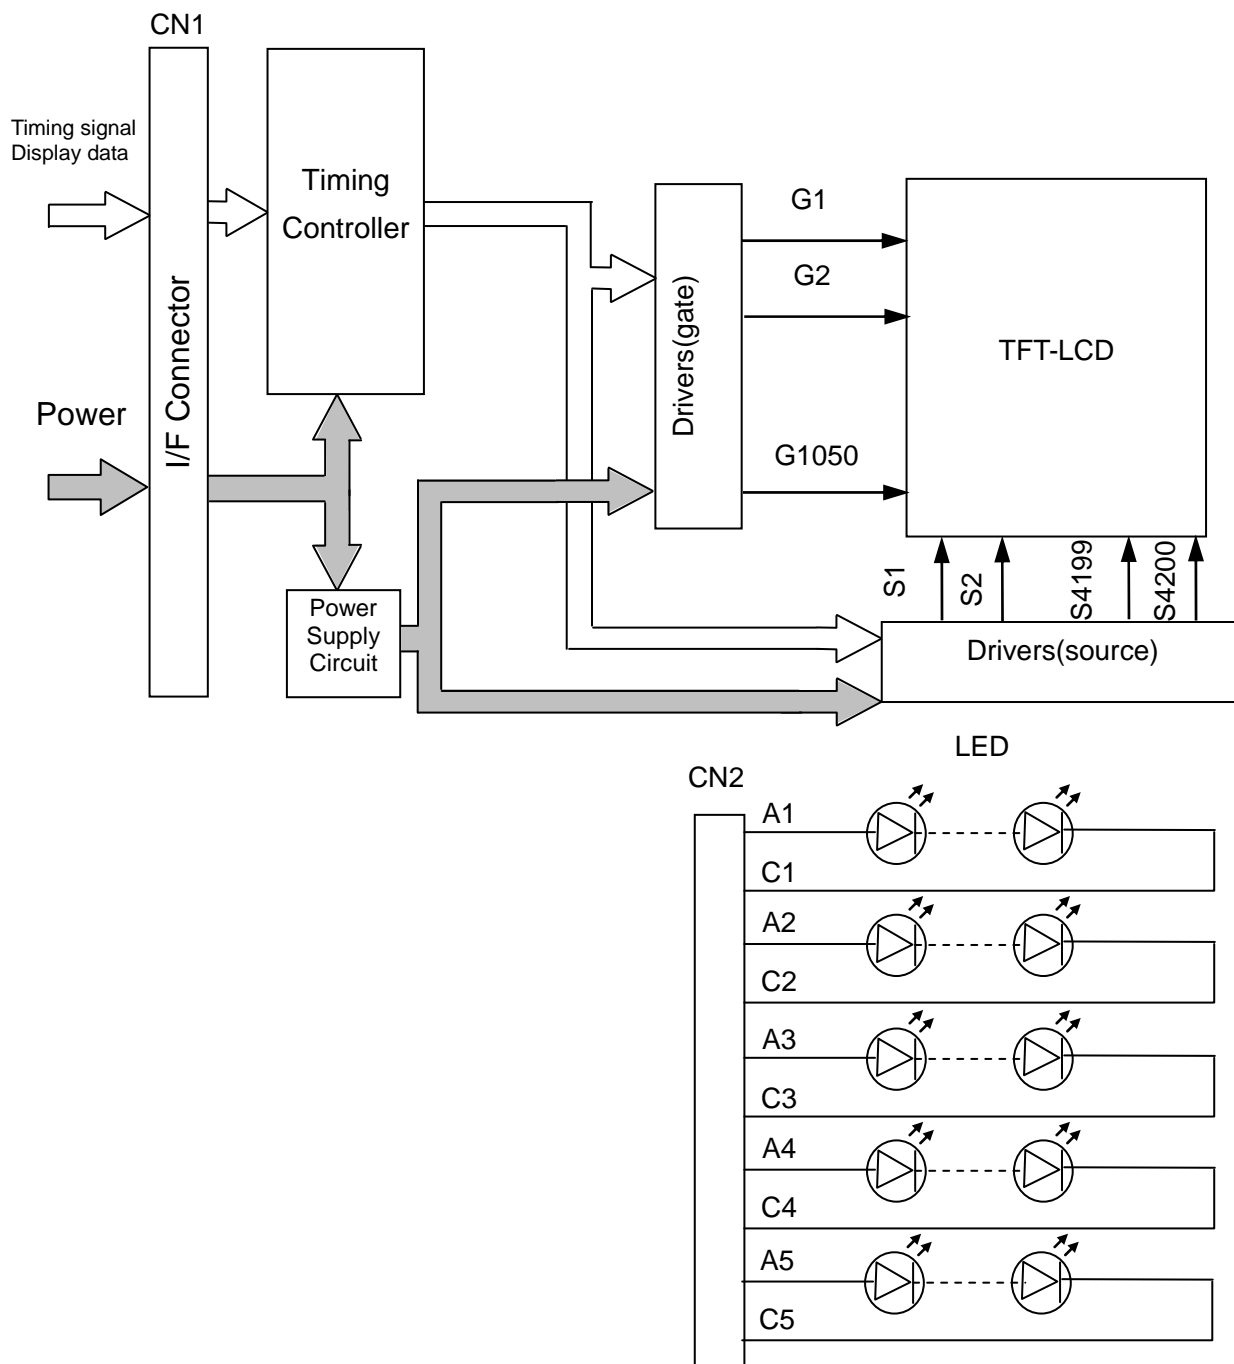 CN1
Timing signal
Display data
Power
I/F Connector
Timing
Controller
Power
Supply
Circuit
Drivers(gate)
G1
G2
G1050
TFT-LCD
S1
S2
S4199
S4200
Drivers(source)
LED
CN2
A1
C1
A2
C2
A3
C3
A4
C4
A5
C5